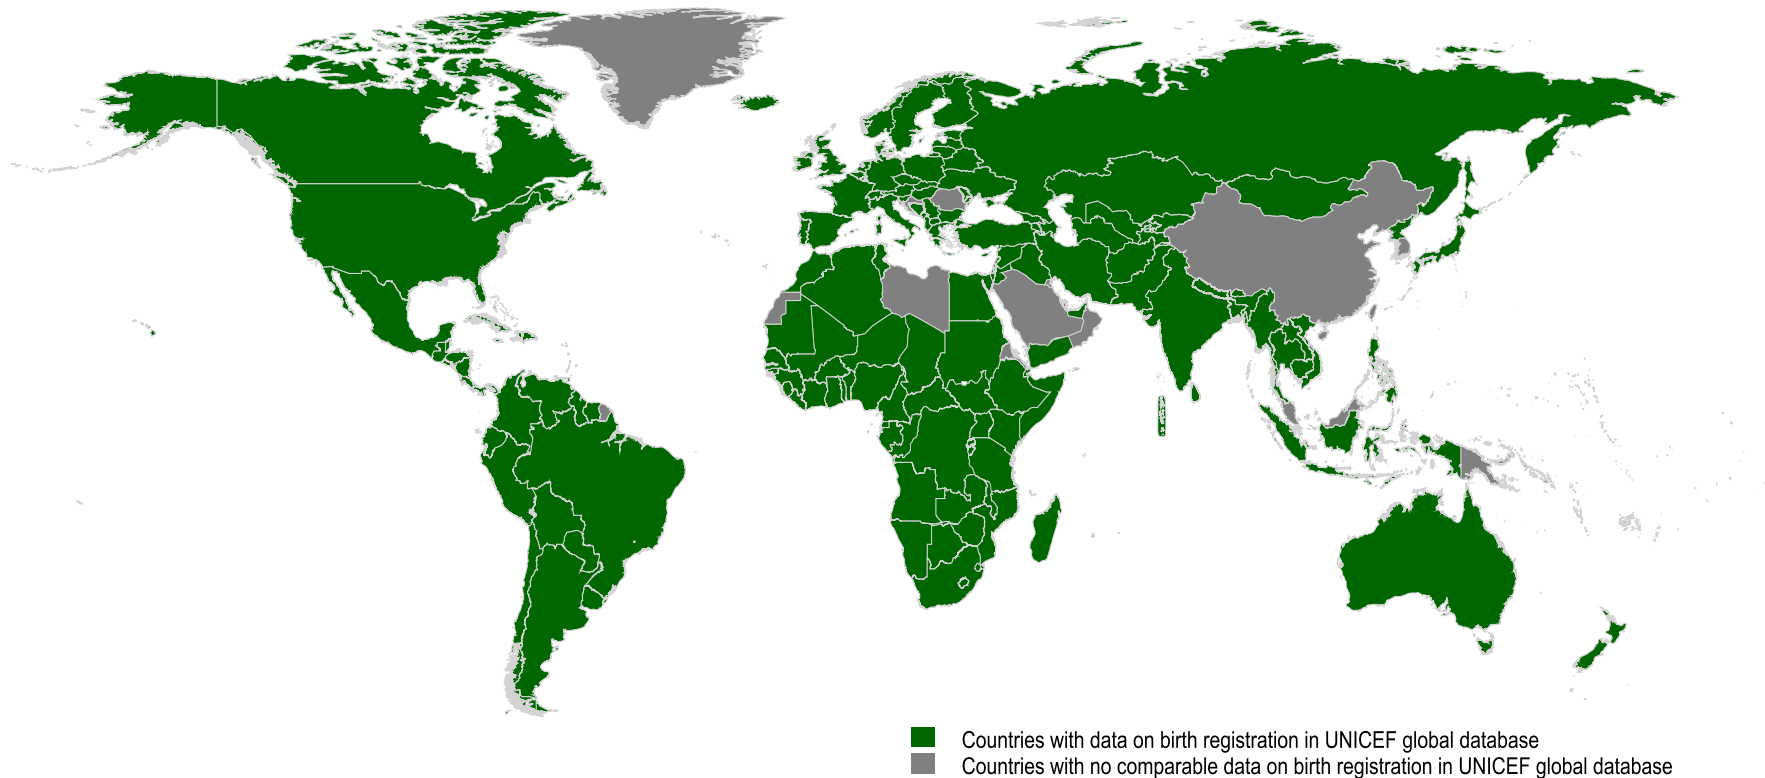 Countries with data on birth registration in UNICEF global database
Countries with no comparable data on birth registration in UNICEF global database